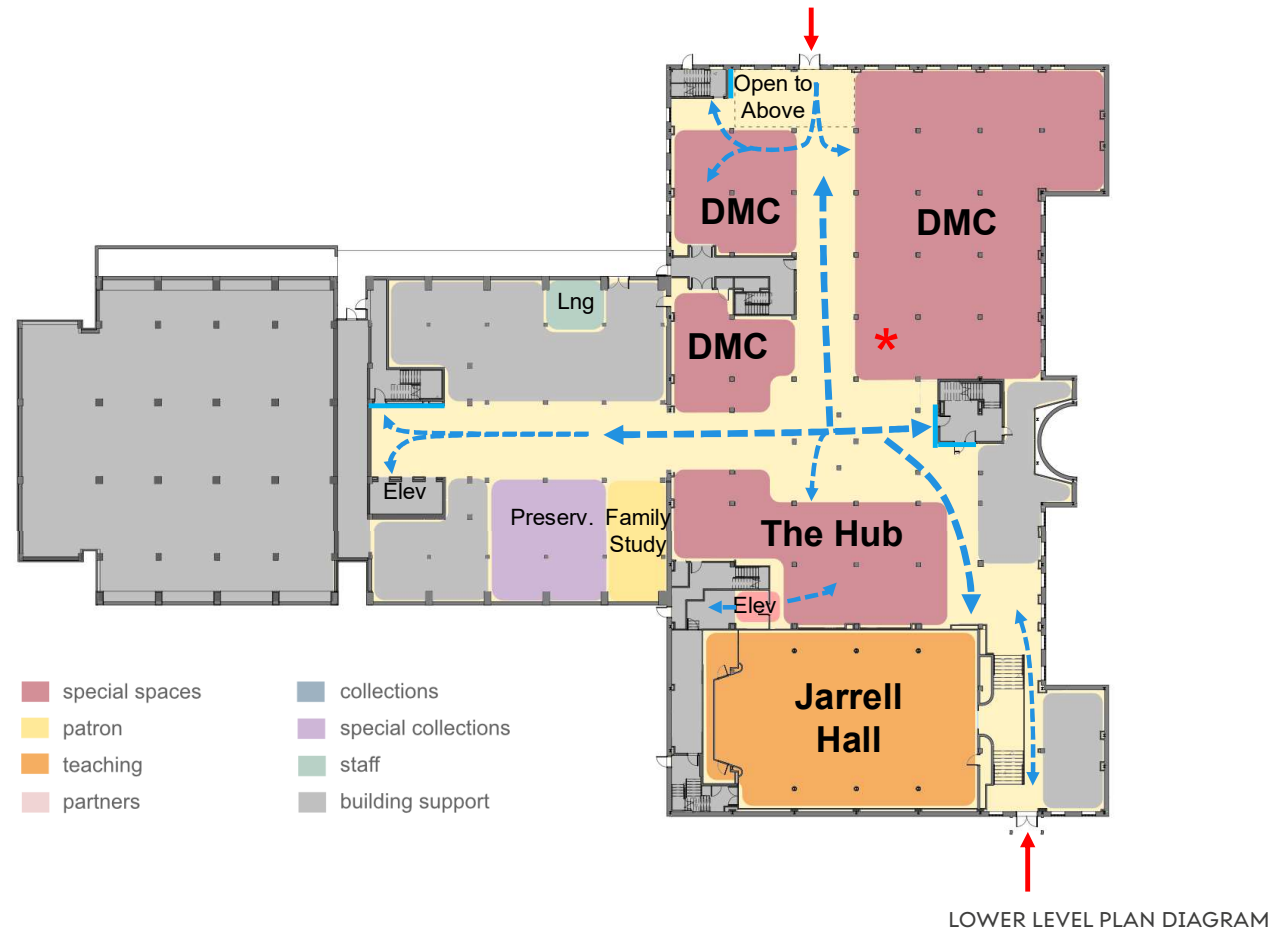 Open to
Above
DMC
DMC
Lng
DMC
*
Elev
Preserv.
Family
Study
The Hub
Elev
Jarrell
Hall
special spaces
patron
teaching
partners
collections
special collections
staff
building support
LOWER LEVEL PLAN DIAGRAM